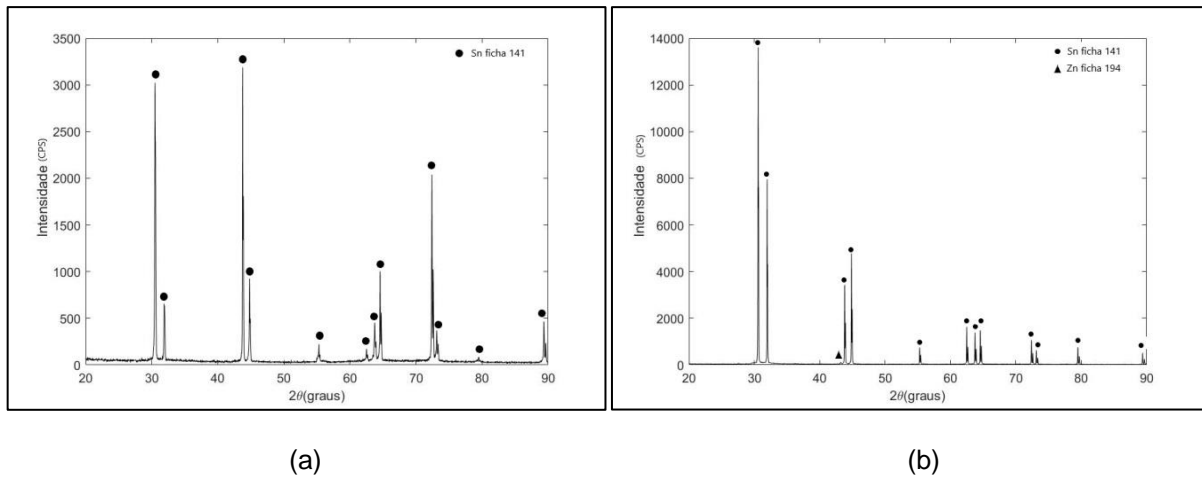 3500
3000
2500
2000
1500
1000
500
0
Intensidade (CPS)
● Sn ficha 141
20 30 40 50 60 70 80 90
2θ(graus)
14000
12000
10000
8000
6000
4000
2000
0
Intensidade (CPS)
● Sn ficha 141
▲ Zn ficha 194
20 30 40 50 60 70 80 90
2θ(graus)
(a) (b)